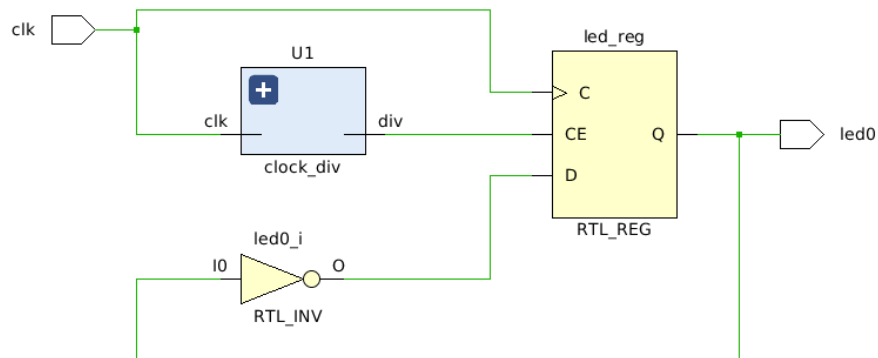 clk
U1
clk
div
clock_div
led_reg
C
CE
Q
D
RTL_REG
led0
led0_i
I0
O
RTL_INV